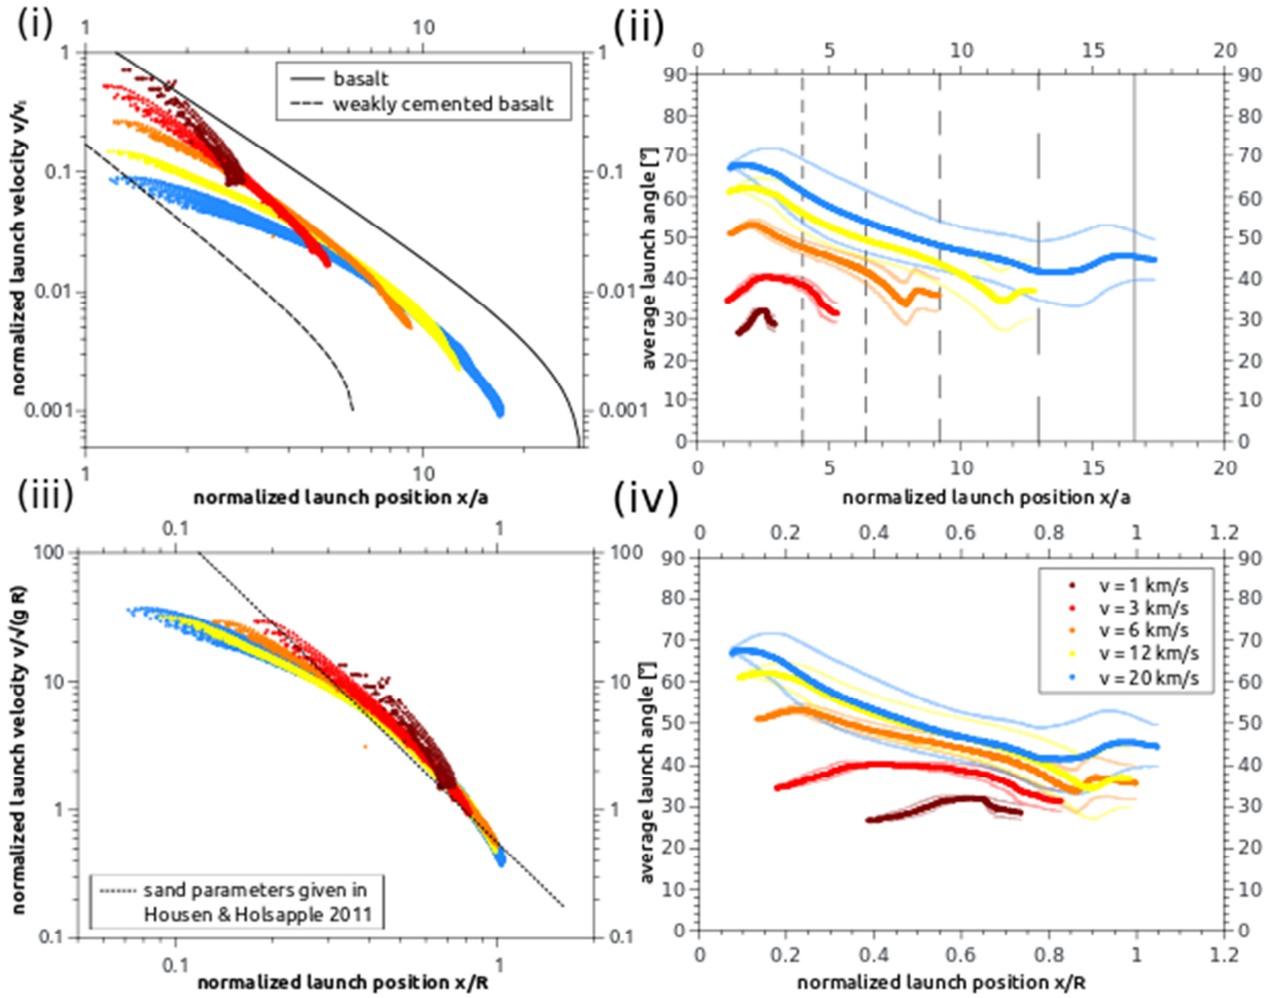 (i)
1 10
1 1
0.1 0.1
0.01 0.01
0.001 0.001
1 10
normalized launch velocity v/vᵢ
basalt
weakly cemented basalt
normalized launch position x/a
(ii)
0 5 10 15 20
90 90
80 80
70 70
60 60
50 50
40 40
30 30
20 20
10 10
0 0
0 5 10 15 20
average launch angle [°]
normalized launch position x/a
(iii)
0.1 1
100 100
10 10
1 1
0.1 0.1
0.1 1
normalized launch velocity v/√(g R)
sand parameters given in
Housen & Holsapple 2011
normalized launch position x/R
(iv)
0 0.2 0.4 0.6 0.8 1 1.2
90 90
80 80
70 70
60 60
50 50
40 40
30 30
20 20
10 10
0 0
0 0.2 0.4 0.6 0.8 1 1.2
average launch angle [°]
v = 1 km/s
v = 3 km/s
v = 6 km/s
v = 12 km/s
v = 20 km/s
normalized launch position x/R